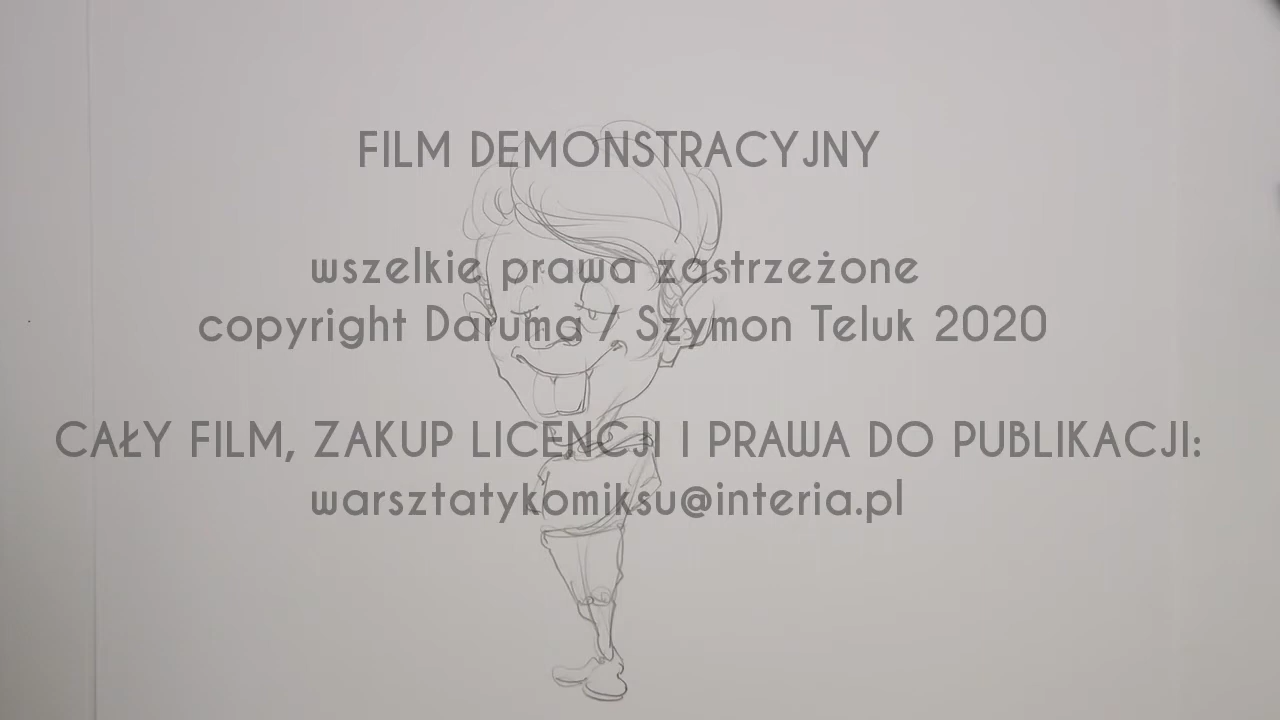 FILM DEMONSTRACYJNY
wszelkie prawa zastrzeżone
copyright Daruma / Szymon Teluk 2020
CAŁY FILM, ZAKUP LICENCJI I PRAWA DO PUBLIKACJI:
warsztatykomiksu@interia.pl